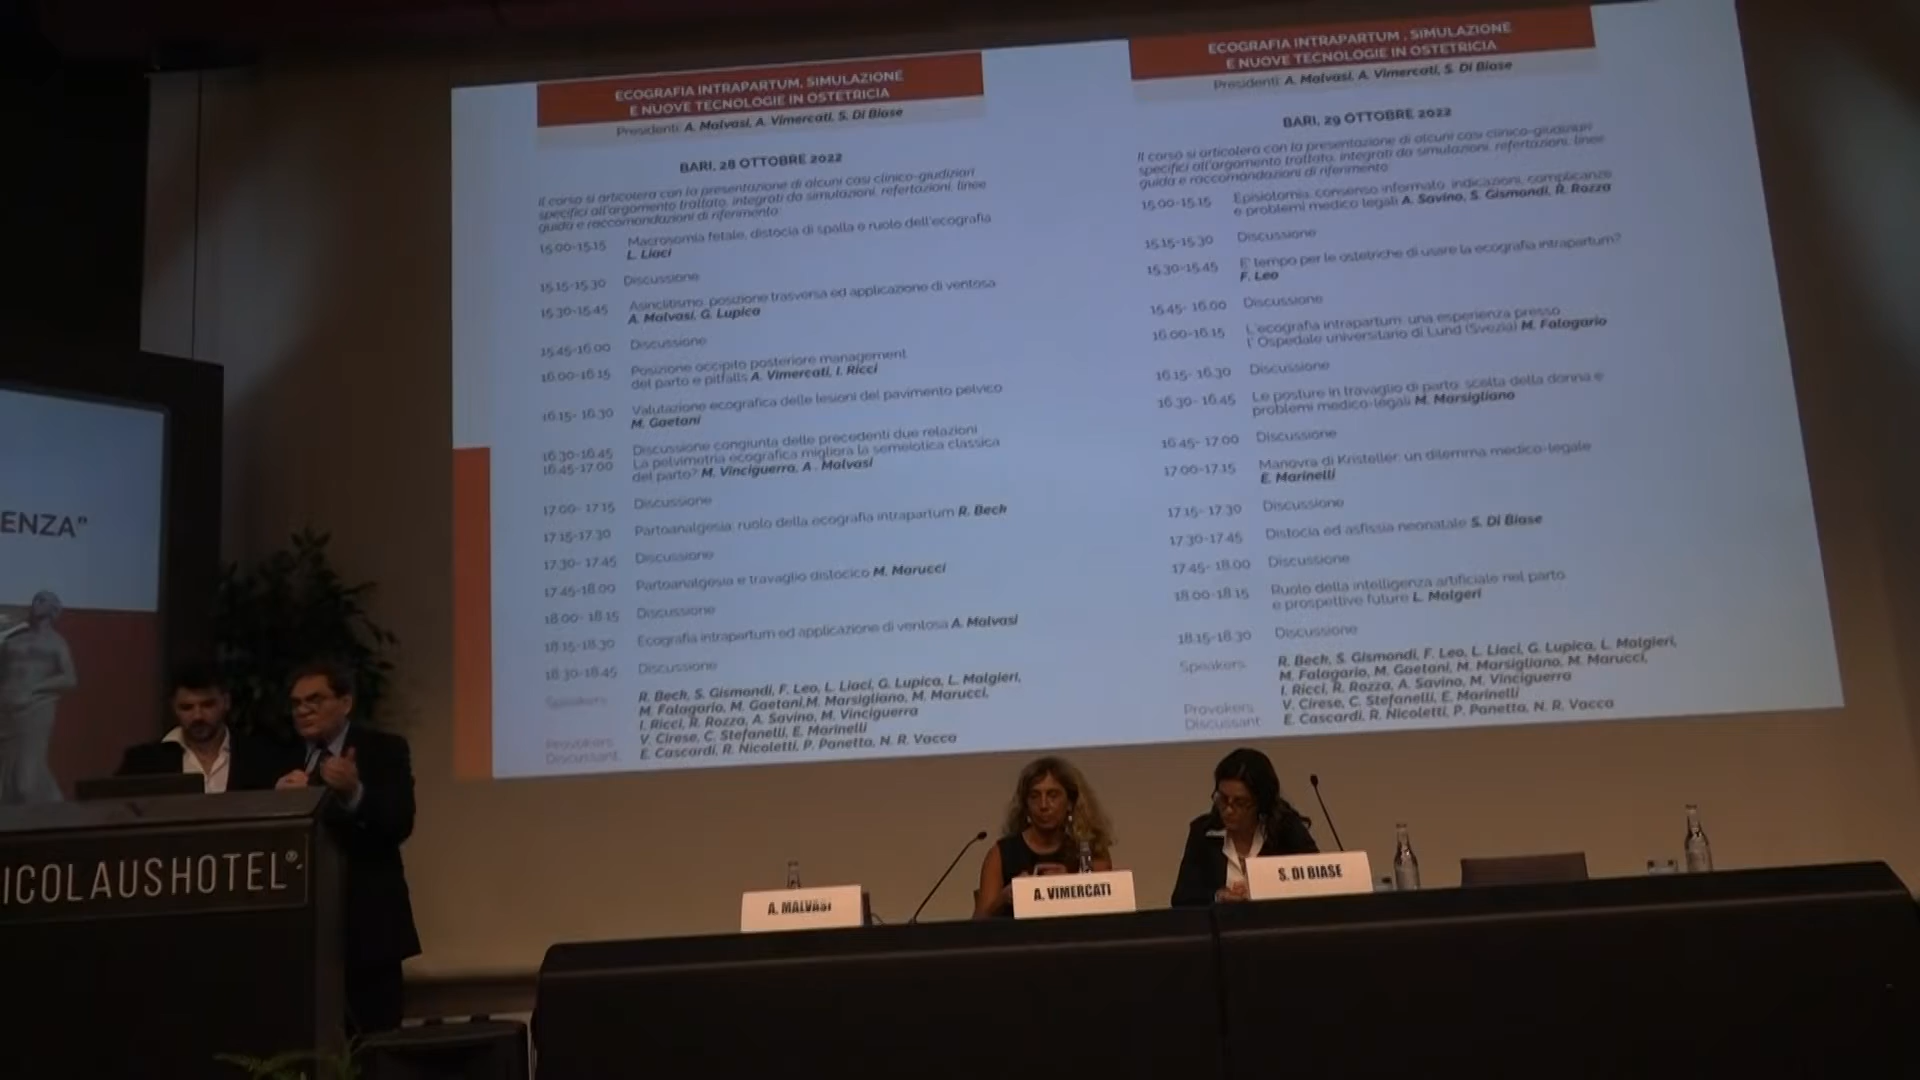 ECOGRAFIA INTRAPARTUM, SIMULAZIONE
E NUOVE TECNOLOGIE IN OSTETRICIA
Presidenti: A. Malvasi, A. Vimercati, S. Di Biase
BARI, 28 OTTOBRE 2022
Il corso si articolerà con la presentazione di alcuni casi clinico-giudiziari
specifici all'argomento trattato, integrati da simulazioni, refertazioni, linee
guida e raccomandazioni di riferimento:
15.00-15.15 Macrosomia fetale, distocia di spalla e ruolo dell'ecografia
L. Liaci
15.15-15.30 Discussione
15.30-15.45 Asinclitismo, posizione trasversa ed applicazione di ventosa
A. Malvasi, G. Lupica
15.45-16.00 Discussione
16.00-16.15 Posizione occipito posteriore management
del parto e pitfalls A. Vimercati, I. Ricci
16.15- 16.30 Valutazione ecografica delle lesioni del pavimento pelvico
M. Gaetani
16.30-16.45 Discussione congiunta delle precedenti due relazioni
16.45-17.00 La pelvimetria ecografica migliora la semeiotica classica
del parto? M. Vinciguerra, A. Malvasi
17.00- 17.15 Discussione
17.15-17.30 Partoanalgesia: ruolo della ecografia intrapartum R. Beck
17.30- 17.45 Discussione
17.45-18.00 Partoanalgesia e travaglio distocico M. Marucci
18.00- 18.15 Discussione
18.15-18.30 Ecografia intrapartum ed applicazione di ventosa A. Malvasi
18.30-18.45 Discussione
Speakers R. Beck, S. Gismondi, F. Leo, L. Liaci, G. Lupica, L. Malgieri,
M. Falagario, M. Gaetani,M. Marsigliano, M. Marucci,
I. Ricci, R. Rozza, A. Savino, M. Vinciguerra
Provokers V. Cirese, C. Stefanelli, E. Marinelli
Discussant: E. Cascardi, R. Nicoletti, P. Panetta, N. R. Vacca
ECOGRAFIA INTRAPARTUM , SIMULAZIONE
E NUOVE TECNOLOGIE IN OSTETRICIA
Presidenti: A. Malvasi, A. Vimercati, S. Di Biase
BARI, 29 OTTOBRE 2022
Il corso si articolerà con la presentazione di alcuni casi clinico-giudiziari
specifici all'argomento trattato, integrati da simulazioni, refertazioni, linee
guida e raccomandazioni di riferimento
15.00-15.15 Episiotomia: consenso informato, indicazioni, complicanze
e problemi medico legali A. Savino, S. Gismondi, R. Rozza
15.15-15.30 Discussione
15.30-15.45 E' tempo per le ostetriche di usare la ecografia intrapartum?
F. Leo
15.45- 16.00 Discussione
16.00-16.15 L'ecografia intrapartum: una esperienza presso
l' Ospedale universitario di Lund (Svezia) M. Falagario
16.15- 16.30 Discussione
16.30- 16.45 Le posture in travaglio di parto: scelta della donna e
problemi medico-legali M. Marsigliano
16.45- 17.00 Discussione
17.00-17.15 Manovra di Kristeller: un dilemma medico-legale
E. Marinelli
17.15- 17.30 Discussione
17.30-17.45 Distocia ed asfissia neonatale S. Di Biase
17.45- 18.00 Discussione
18.00-18.15 Ruolo della intelligenza artificiale nel parto
e prospettive future L. Malgeri
18.15-18.30 Discussione
Speakers R. Beck, S. Gismondi, F. Leo, L. Liaci, G. Lupica, L. Malgieri,
M. Falagario, M. Gaetani, M. Marsigliano, M. Marucci,
I. Ricci, R. Rozza, A. Savino, M. Vinciguerra
Provokers V. Cirese, C. Stefanelli, E. Marinelli
Discussant: E. Cascardi, R. Nicoletti, P. Panetta, N. R. Vacca
ENZA"
ICOLAUSHOTEL®
A. MALVASI
A. VIMERCATI
S. DI BIASE